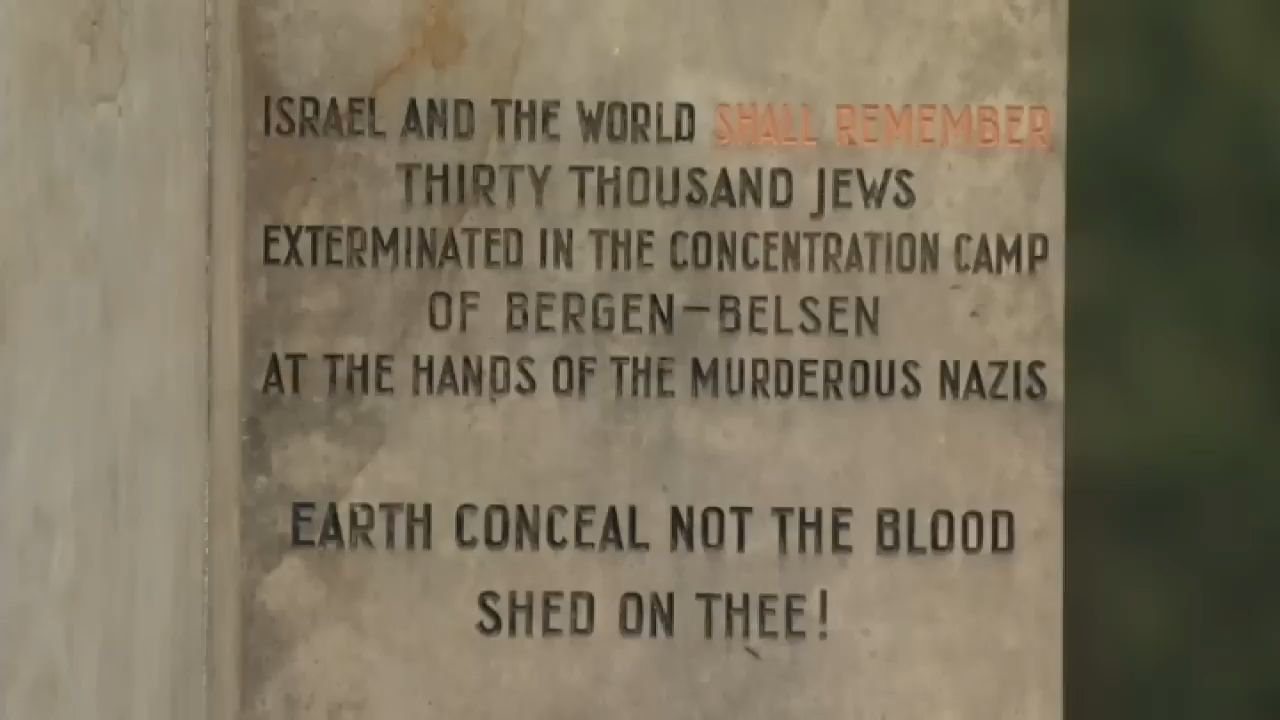 ISRAEL AND THE WORLD SHALL REMEMBER
THIRTY THOUSAND JEWS
EXTERMINATED IN THE CONCENTRATION CAMP
OF BERGEN-BELSEN
AT THE HANDS OF THE MURDEROUS NAZIS
EARTH CONCEAL NOT THE BLOOD
SHED ON THEE!